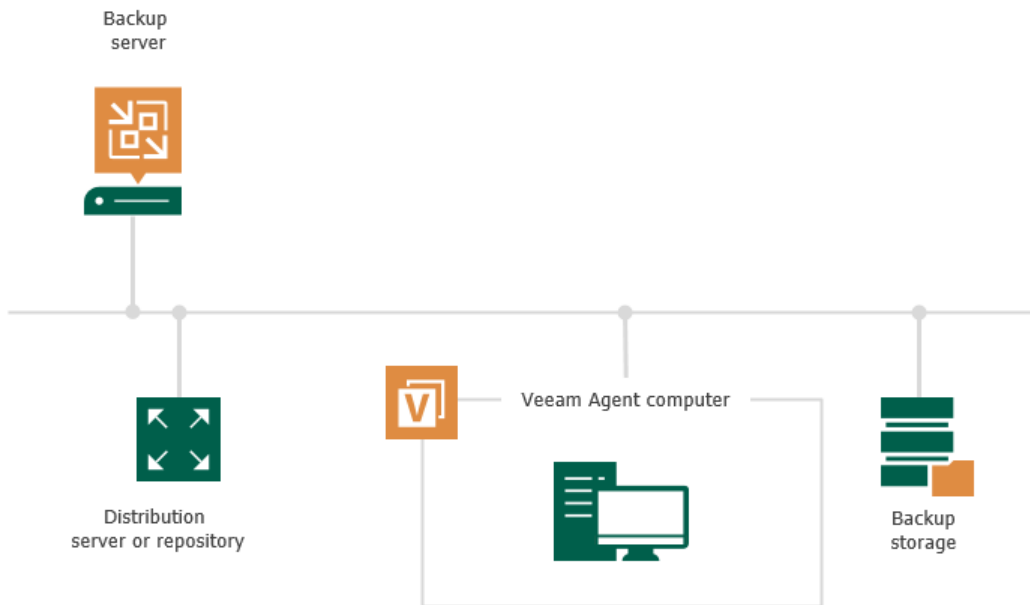 Backup
server
V
Veeam Agent computer
Distribution
server or repository
Backup
storage